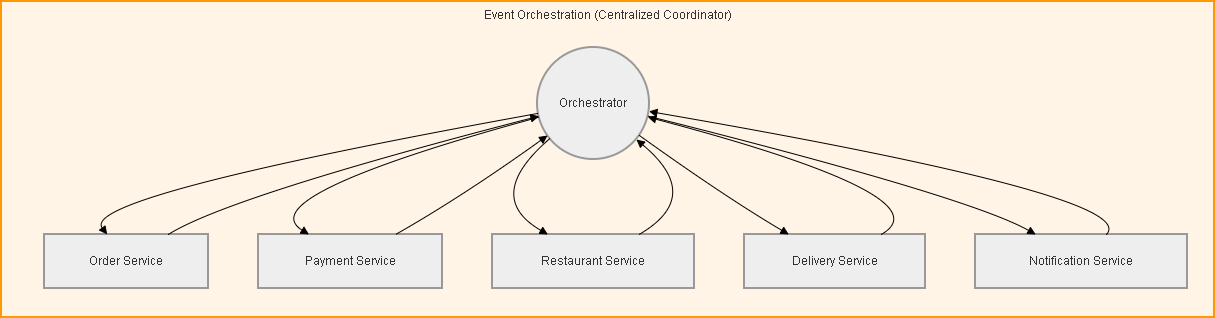 Event Orchestration (Centralized Coordinator)
Orchestrator
Order Service
Payment Service
Restaurant Service
Delivery Service
Notification Service